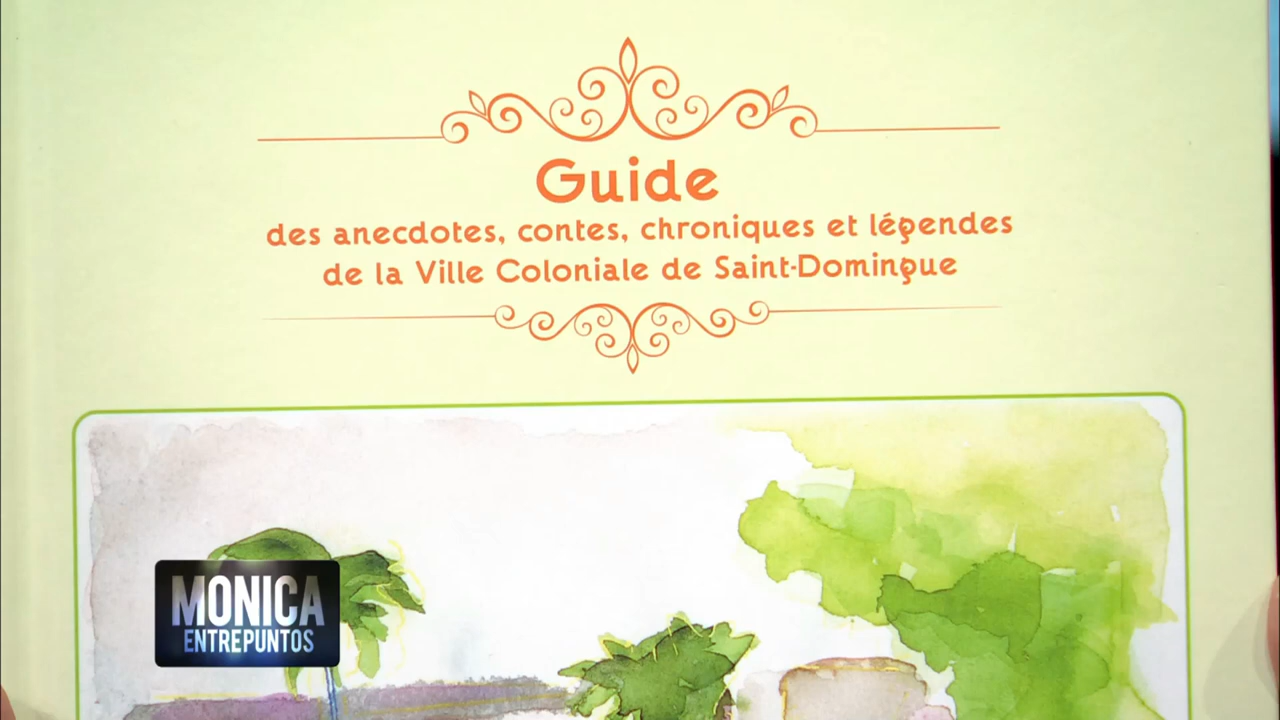 Guide
des anecdotes, contes, chroniques et légendes
de la Ville Coloniale de Saint-Domingue
MONICA
ENTREPUNTOS